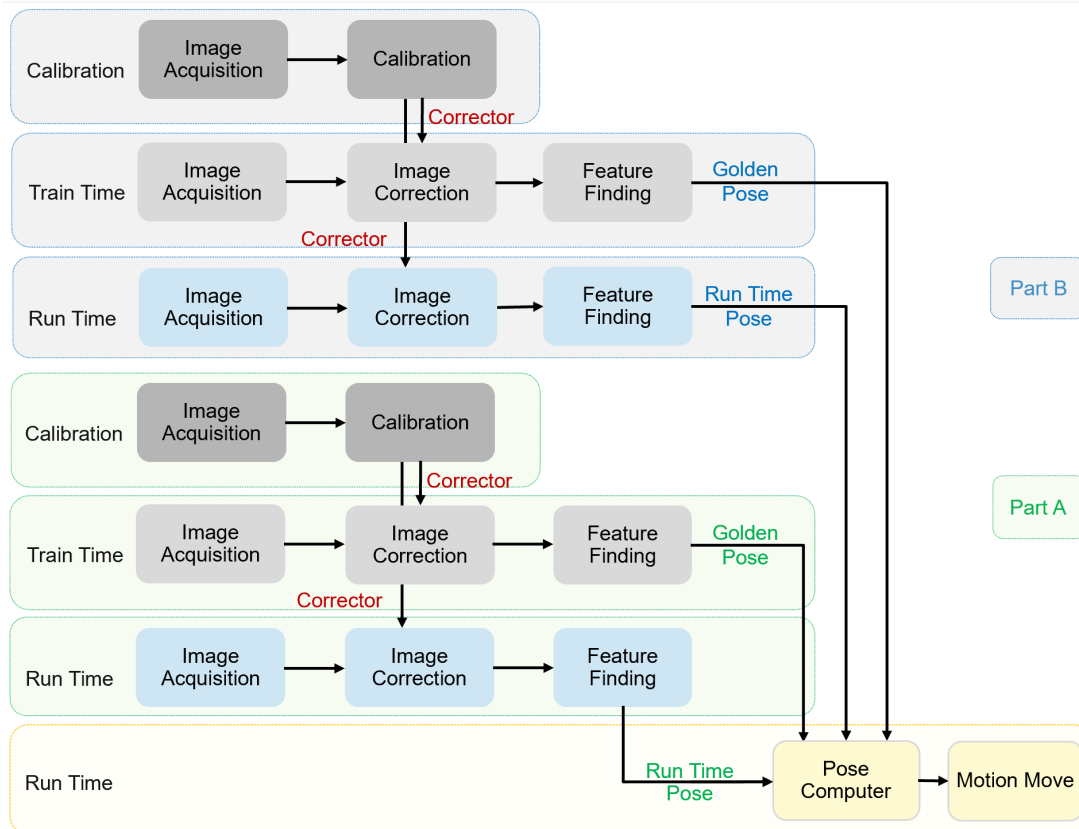 Calibration
Image
Acquisition
Calibration
Corrector
Train Time
Image
Acquisition
Image
Correction
Feature
Finding
Golden
Pose
Corrector
Run Time
Image
Acquisition
Image
Correction
Feature
Finding
Run Time
Pose
Part B
Calibration
Image
Acquisition
Calibration
Corrector
Part A
Train Time
Image
Acquisition
Image
Correction
Feature
Finding
Golden
Pose
Corrector
Run Time
Image
Acquisition
Image
Correction
Feature
Finding
Run Time
Run Time
Pose
Pose
Computer
Motion Move